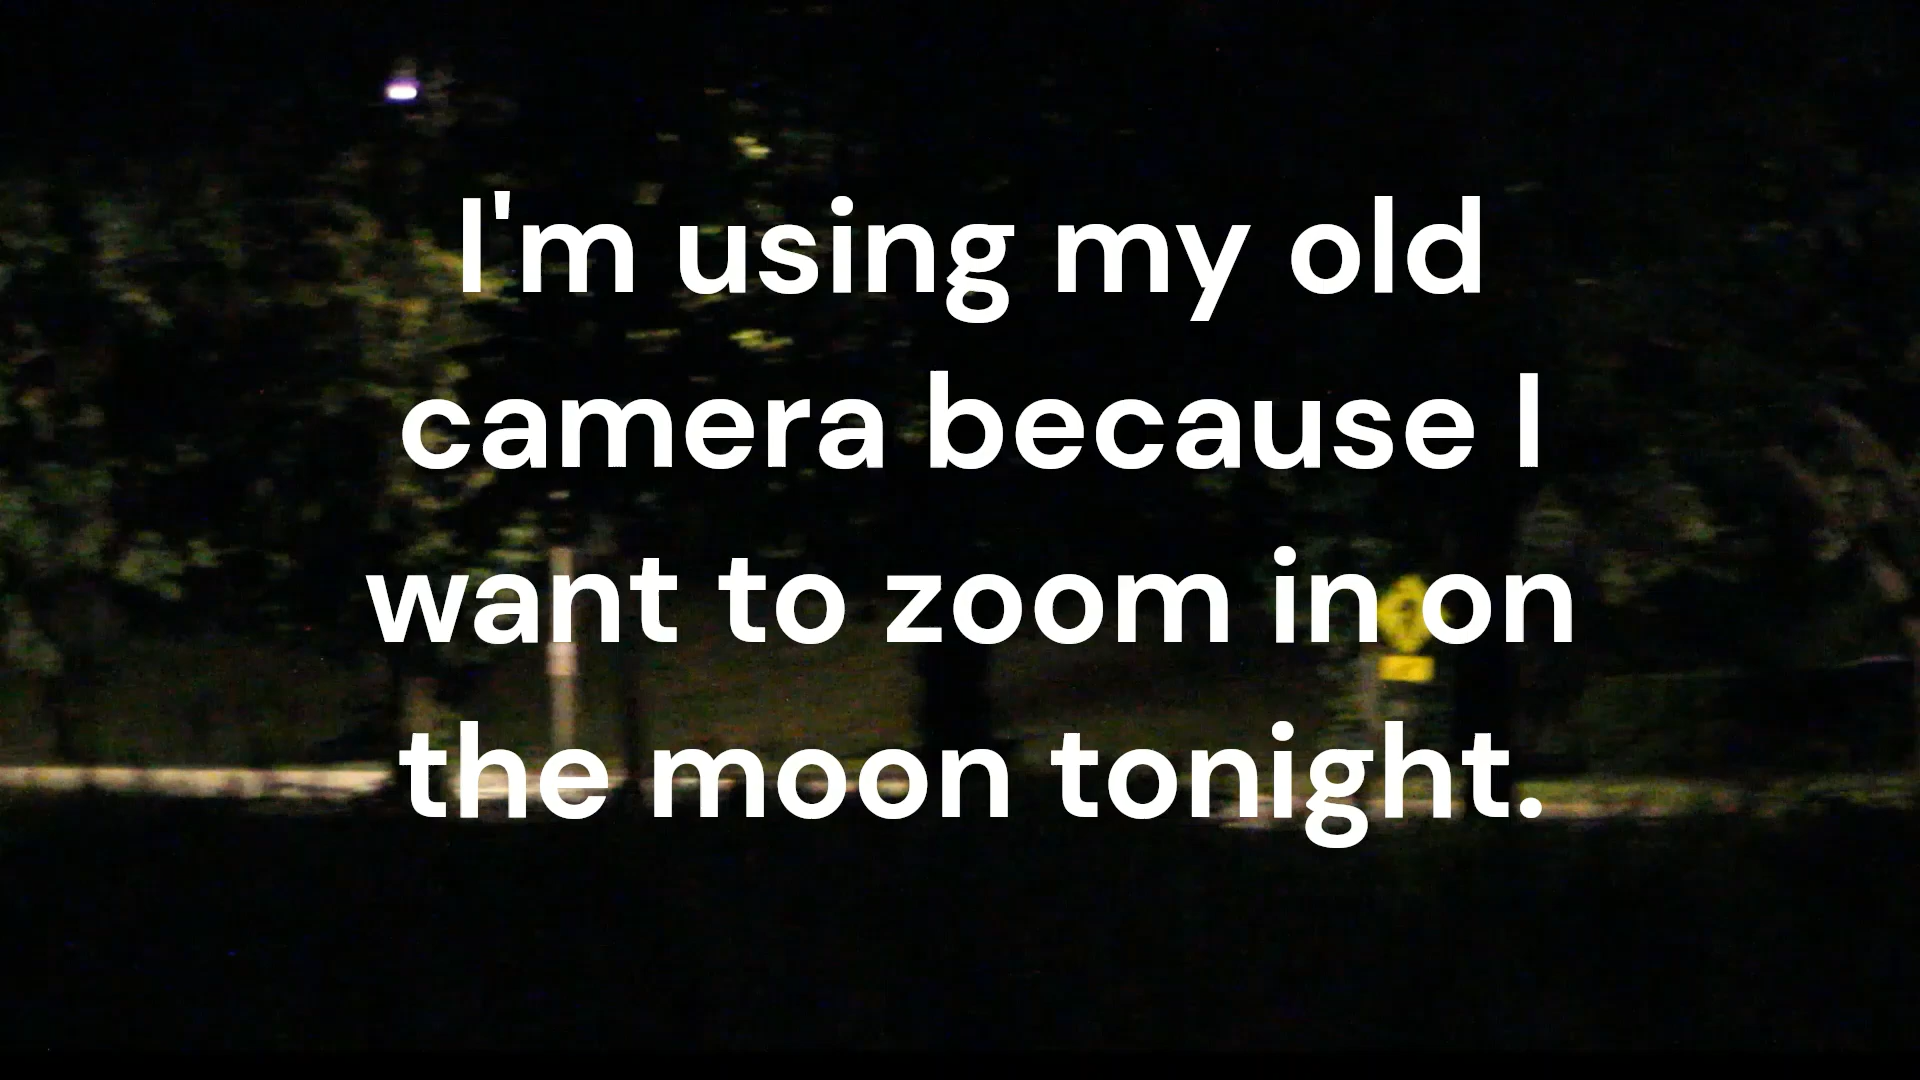 I'm using my old
camera because I
want to zoom in on
the moon tonight.